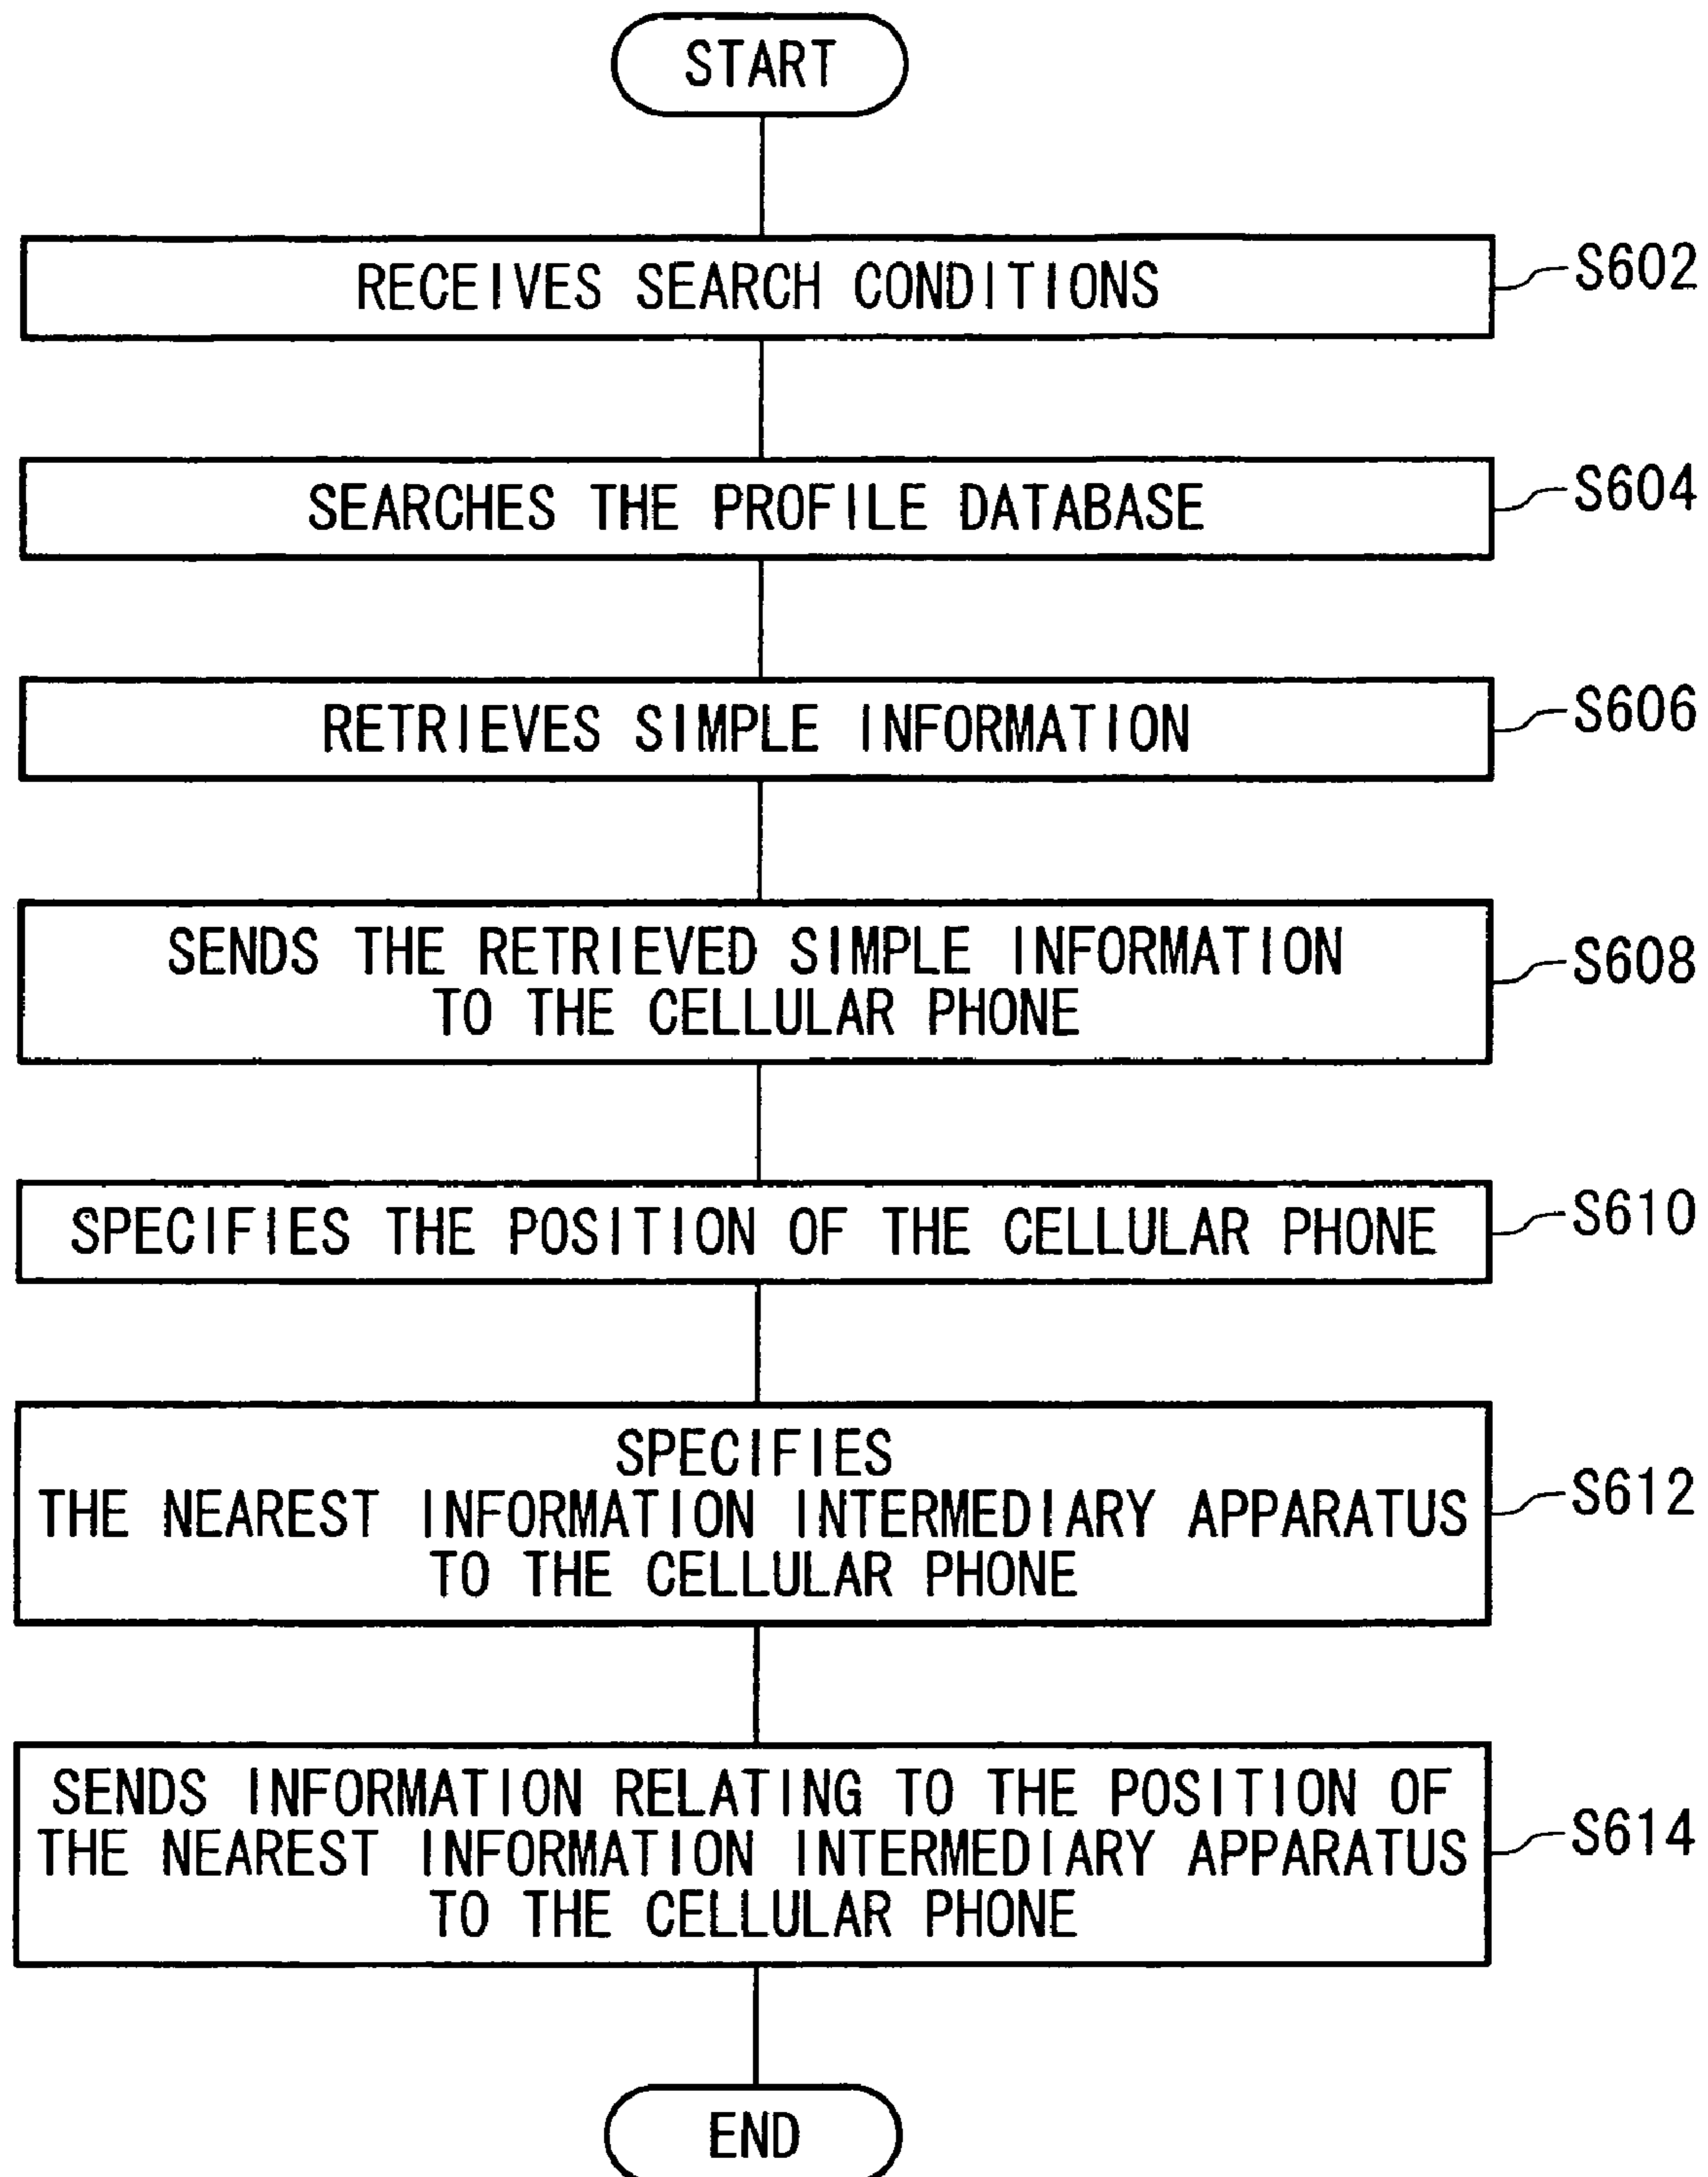 START
RECEIVES SEARCH CONDITIONS
S602
SEARCHES THE PROFILE DATABASE
S604
RETRIEVES SIMPLE INFORMATION
S606
SENDS THE RETRIEVED SIMPLE INFORMATION
TO THE CELLULAR PHONE
S608
SPECIFIES THE POSITION OF THE CELLULAR PHONE
S610
SPECIFIES
THE NEAREST INFORMATION INTERMEDIARY APPARATUS
TO THE CELLULAR PHONE
S612
SENDS INFORMATION RELATING TO THE POSITION OF
THE NEAREST INFORMATION INTERMEDIARY APPARATUS
TO THE CELLULAR PHONE
S614
END